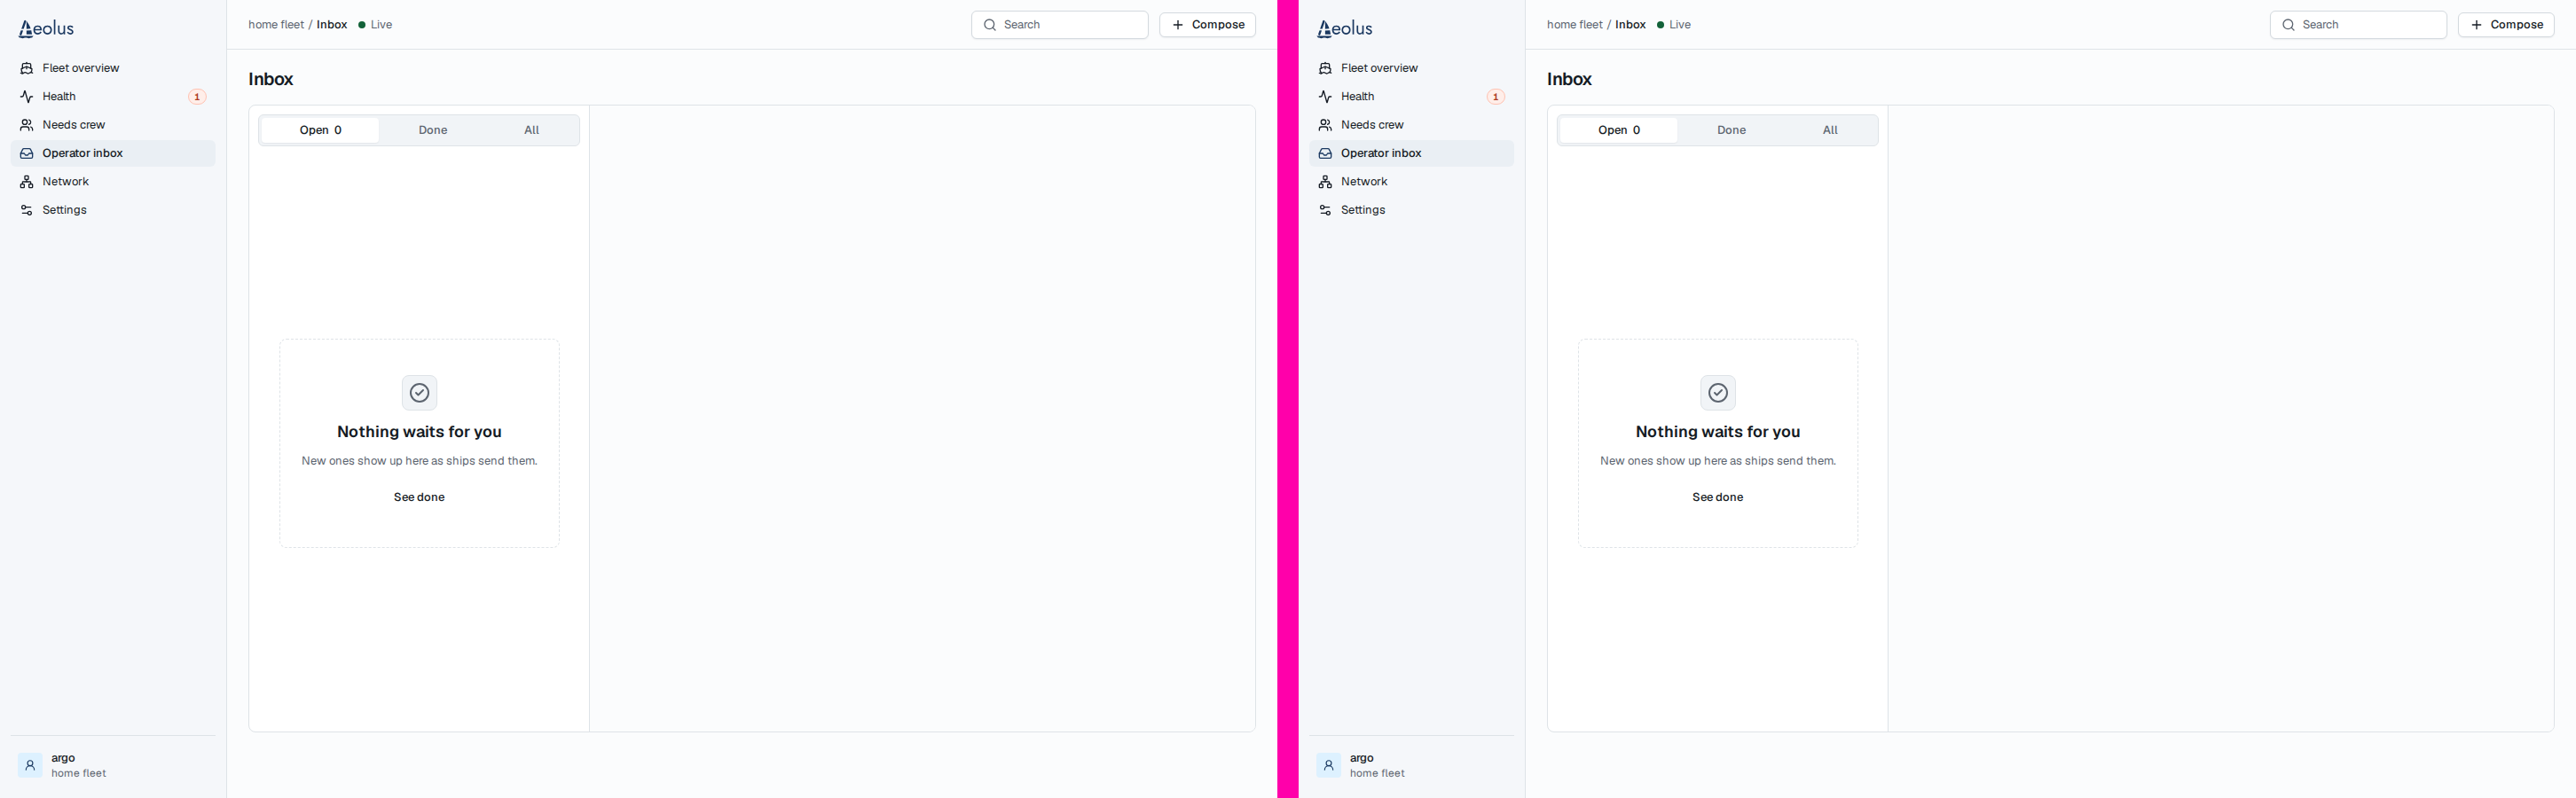 Aeolus
home fleet / Inbox Live
Search
Compose
Fleet overview
Health 1
Needs crew
Operator inbox
Network
Settings
Inbox
Open 0 Done All
Nothing waits for you
New ones show up here as ships send them.
See done
argo
home fleet
Aeolus
home fleet / Inbox Live
Search
Compose
Fleet overview
Health 1
Needs crew
Operator inbox
Network
Settings
Inbox
Open 0 Done All
Nothing waits for you
New ones show up here as ships send them.
See done
argo
home fleet